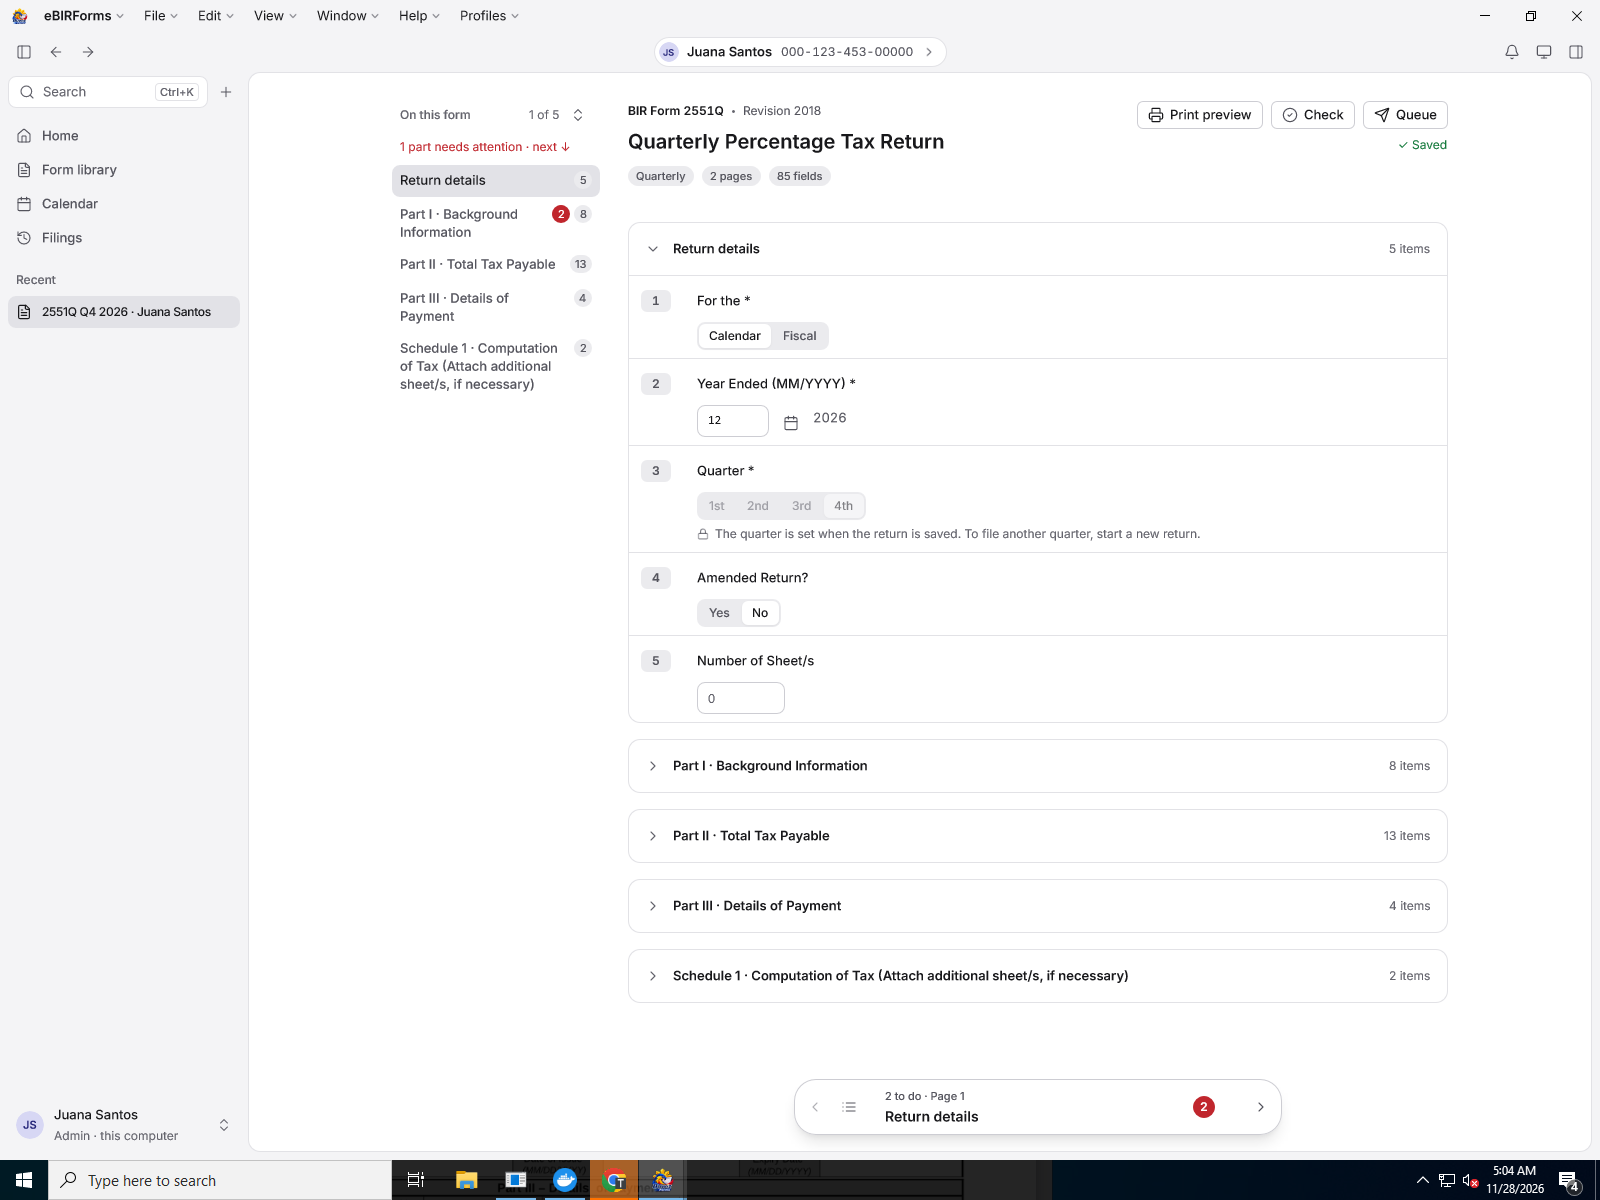 eBIRForms File Edit View Window Help Profiles
JS Juana Santos 000-123-453-00000
Search Ctrl+K
Home
Form library
Calendar
Filings
Recent
2551Q Q4 2026 · Juana Santos
On this form 1 of 5
1 part needs attention · next ↓
Return details 5
Part I · Background Information 2 8
Part II · Total Tax Payable 13
Part III · Details of Payment 4
Schedule 1 · Computation of Tax (Attach additional sheet/s, if necessary) 2
BIR Form 2551Q • Revision 2018
Quarterly Percentage Tax Return
Quarterly 2 pages 85 fields
Print preview Check Queue
✓ Saved
Return details 5 items
1 For the *
Calendar Fiscal
2 Year Ended (MM/YYYY) *
12 2026
3 Quarter *
1st 2nd 3rd 4th
The quarter is set when the return is saved. To file another quarter, start a new return.
4 Amended Return?
Yes No
5 Number of Sheet/s
0
Part I · Background Information 8 items
Part II · Total Tax Payable 13 items
Part III · Details of Payment 4 items
Schedule 1 · Computation of Tax (Attach additional sheet/s, if necessary) 2 items
2 to do · Page 1
Return details 2
JS Juana Santos
Admin · this computer
Type here to search
5:04 AM
11/28/2026
4